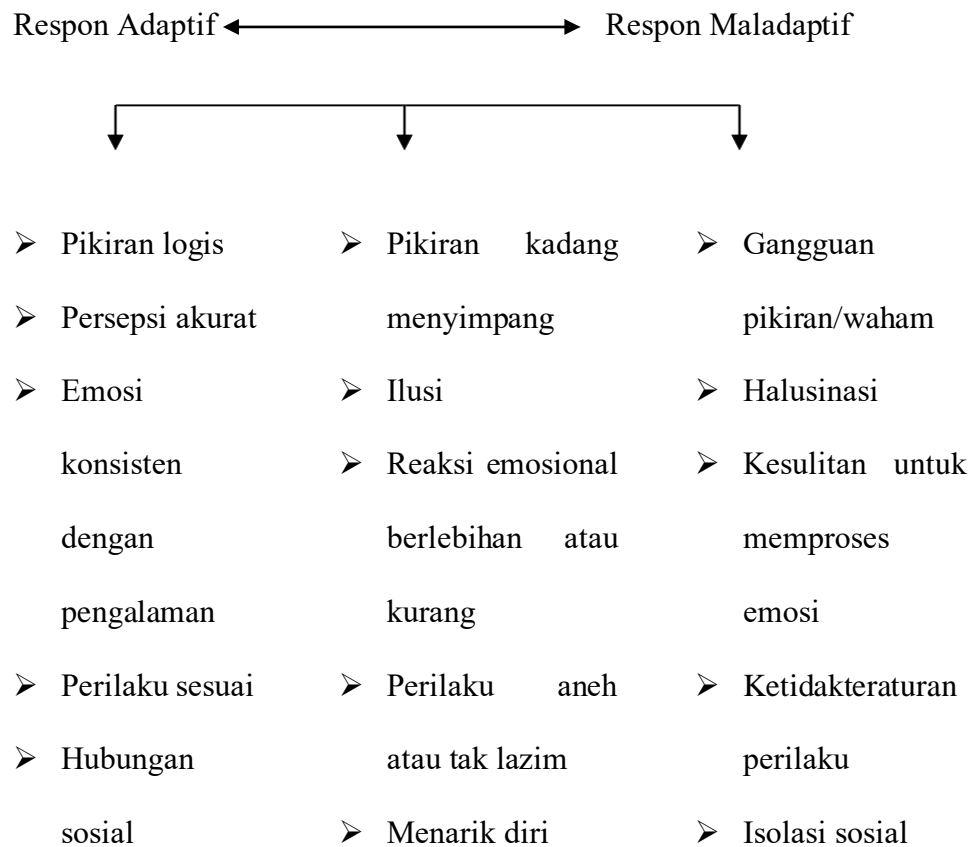 Respon Adaptif Respon Maladaptif
➢ Pikiran logis
➢ Persepsi akurat
➢ Emosi
konsisten
dengan
pengalaman
➢ Perilaku sesuai
➢ Hubungan
sosial
➢ Pikiran kadang
menyimpang
➢ Ilusi
➢ Reaksi emosional
berlebihan atau
kurang
➢ Perilaku aneh
atau tak lazim
➢ Menarik diri
➢ Gangguan
pikiran/waham
➢ Halusinasi
➢ Kesulitan untuk
memproses
emosi
➢ Ketidakteraturan
perilaku
➢ Isolasi sosial